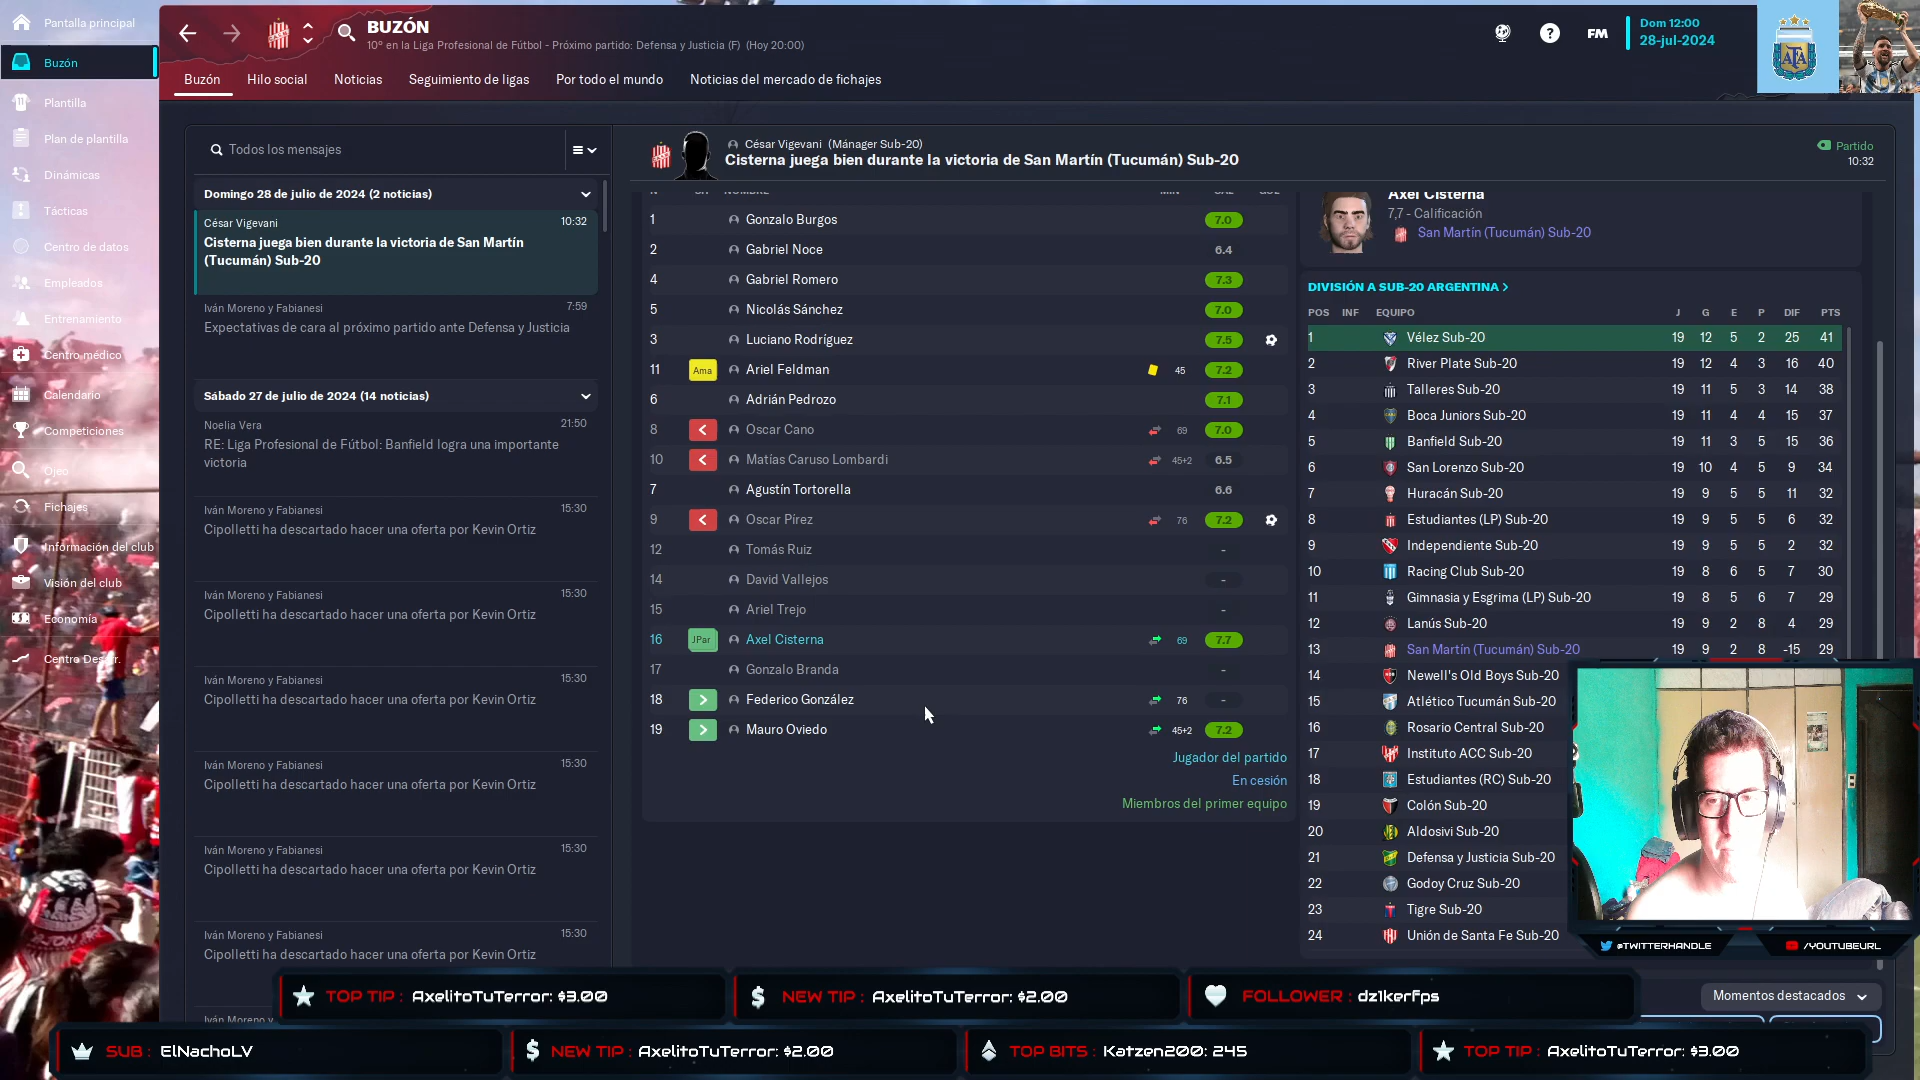 Pantalla principal
Buzón
Plantilla
Plan de plantilla
Dinámicas
Tácticas
Centro de datos
Empleados
Entrenamiento
Centro médico
Calendario
Competiciones
Ojeo
Fichajes
Información del club
Visión del club
Economía
Centro Desarr.
BUZÓN
10º en la Liga Profesional de Fútbol - Próximo partido: Defensa y Justicia (F) (Hoy 20:00)
FM
Dom 12:00
28-jul-2024
AFA
Buzón
Hilo social
Noticias
Seguimiento de ligas
Por todo el mundo
Noticias del mercado de fichajes
Todos los mensajes
Domingo 28 de julio de 2024 (2 noticias)
César Vigevani 10:32
Cisterna juega bien durante la victoria de San Martín
(Tucumán) Sub-20
Iván Moreno y Fabianesi 7:59
Expectativas de cara al próximo partido ante Defensa y Justicia
Sábado 27 de julio de 2024 (14 noticias)
Noelia Vera 21:50
RE: Liga Profesional de Fútbol: Banfield logra una importante
victoria
Iván Moreno y Fabianesi 15:30
Cipolletti ha descartado hacer una oferta por Kevin Ortiz
Iván Moreno y Fabianesi 15:30
Cipolletti ha descartado hacer una oferta por Kevin Ortiz
Iván Moreno y Fabianesi 15:30
Cipolletti ha descartado hacer una oferta por Kevin Ortiz
Iván Moreno y Fabianesi 15:30
Cipolletti ha descartado hacer una oferta por Kevin Ortiz
Iván Moreno y Fabianesi 15:30
Cipolletti ha descartado hacer una oferta por Kevin Ortiz
Iván Moreno y Fabianesi 15:30
Cipolletti ha descartado hacer una oferta por Kevin Ortiz
Iván Moreno y
César Vigevani (Mánager Sub-20)
Cisterna juega bien durante la victoria de San Martín (Tucumán) Sub-20
Partido
10:32
1 Gonzalo Burgos 7.0
2 Gabriel Noce 6.4
4 Gabriel Romero 7.3
5 Nicolás Sánchez 7.0
3 Luciano Rodríguez 7.5
11 Ama Ariel Feldman 45 7.2
6 Adrián Pedrozo 7.1
8 Oscar Cano 69 7.0
10 Matías Caruso Lombardi 45+2 6.5
7 Agustín Tortorella 6.6
9 Oscar Pírez 76 7.2
12 Tomás Ruiz -
14 David Vallejos -
15 Ariel Trejo -
16 JPar Axel Cisterna 69 7.7
17 Gonzalo Branda -
18 Federico González 76 -
19 Mauro Oviedo 45+2 7.2
Jugador del partido
En cesión
Miembros del primer equipo
Axel Cisterna
7,7 - Calificación
San Martín (Tucumán) Sub-20
DIVISIÓN A SUB-20 ARGENTINA >
POS INF EQUIPO J G E P DIF PTS
1 Vélez Sub-20 19 12 5 2 25 41
2 River Plate Sub-20 19 12 4 3 16 40
3 Talleres Sub-20 19 11 5 3 14 38
4 Boca Juniors Sub-20 19 11 4 4 15 37
5 Banfield Sub-20 19 11 3 5 15 36
6 San Lorenzo Sub-20 19 10 4 5 9 34
7 Huracán Sub-20 19 9 5 5 11 32
8 Estudiantes (LP) Sub-20 19 9 5 5 6 32
9 Independiente Sub-20 19 9 5 5 2 32
10 Racing Club Sub-20 19 8 6 5 7 30
11 Gimnasia y Esgrima (LP) Sub-20 19 8 5 6 7 29
12 Lanús Sub-20 19 9 2 8 4 29
13 San Martín (Tucumán) Sub-20 19 9 2 8 -15 29
14 Newell's Old Boys Sub-20
15 Atlético Tucumán Sub-20
16 Rosario Central Sub-20
17 Instituto ACC Sub-20
18 Estudiantes (RC) Sub-20
19 Colón Sub-20
20 Aldosivi Sub-20
21 Defensa y Justicia Sub-20
22 Godoy Cruz Sub-20
23 Tigre Sub-20
24 Unión de Santa Fe Sub-20
@TWITTERHANDLE
/YOUTUBEURL
Momentos destacados
TOP TIP : AxelitoTuTerror: $3.00
NEW TIP : AxelitoTuTerror: $2.00
FOLLOWER : dz1kerfps
SUB : ElNachoLV
NEW TIP : AxelitoTuTerror: $2.00
TOP BITS : Katzen200: 245
TOP TIP : AxelitoTuTerror: $3.00